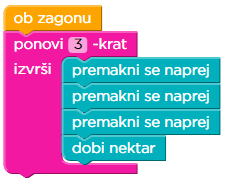 ob zagonu
ponovi 3 -krat
izvrši premakni se naprej
premakni se naprej
premakni se naprej
dobi nektar